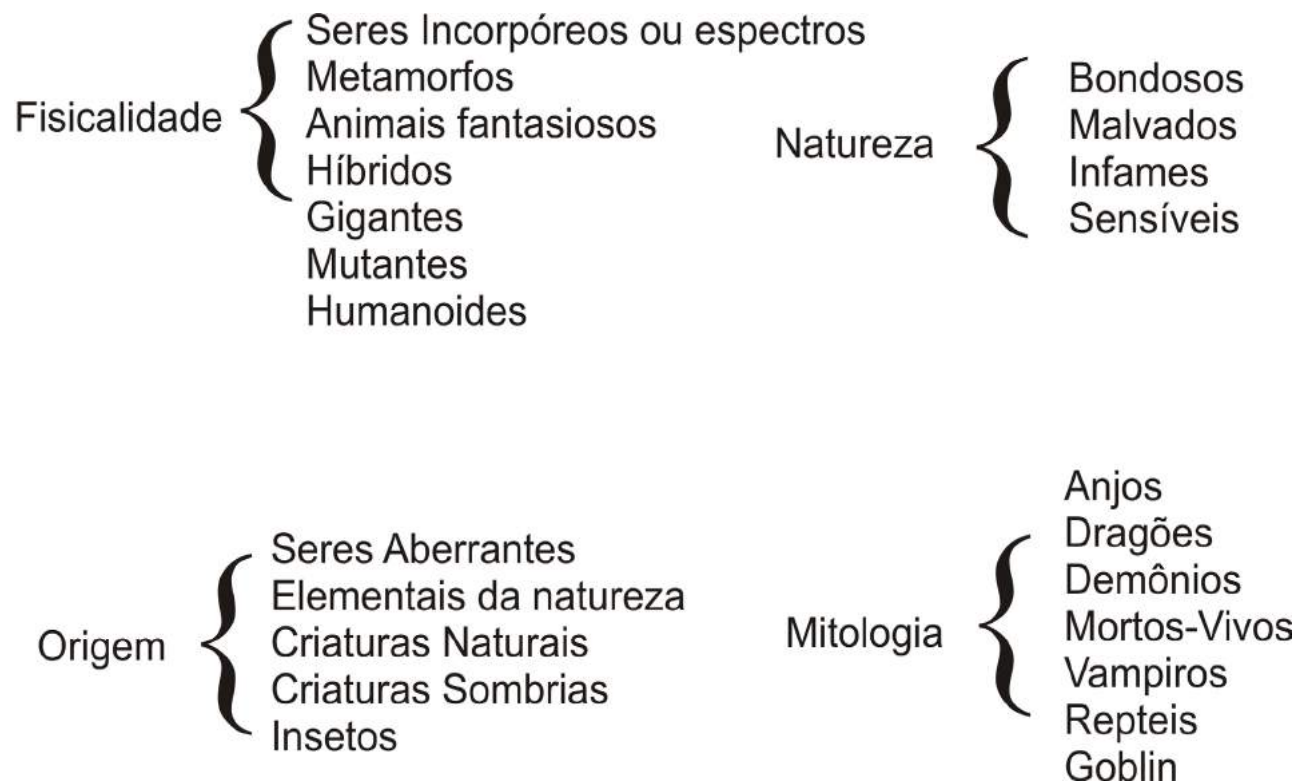 Fisicalidade
Seres Incorpóreos ou espectros
Metamorfos
Animais fantasiosos
Híbridos
Gigantes
Mutantes
Humanoides
Natureza
Bondosos
Malvados
Infames
Sensíveis
Origem
Seres Aberrantes
Elementais da natureza
Criaturas Naturais
Criaturas Sombrias
Insetos
Mitologia
Anjos
Dragões
Demônios
Mortos-Vivos
Vampiros
Repteis
Goblin